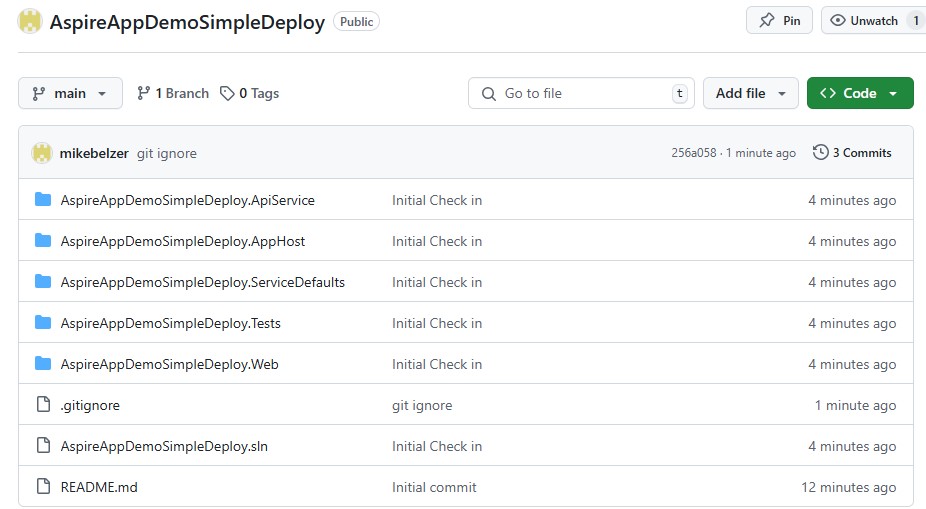 AspireAppDemoSimpleDeploy Public Pin Unwatch 1
main 1 Branch 0 Tags Go to file t Add file Code
mikebelzer git ignore 256a058 · 1 minute ago 3 Commits
AspireAppDemoSimpleDeploy.ApiService Initial Check in 4 minutes ago
AspireAppDemoSimpleDeploy.AppHost Initial Check in 4 minutes ago
AspireAppDemoSimpleDeploy.ServiceDefaults Initial Check in 4 minutes ago
AspireAppDemoSimpleDeploy.Tests Initial Check in 4 minutes ago
AspireAppDemoSimpleDeploy.Web Initial Check in 4 minutes ago
.gitignore git ignore 1 minute ago
AspireAppDemoSimpleDeploy.sln Initial Check in 4 minutes ago
README.md Initial commit 12 minutes ago